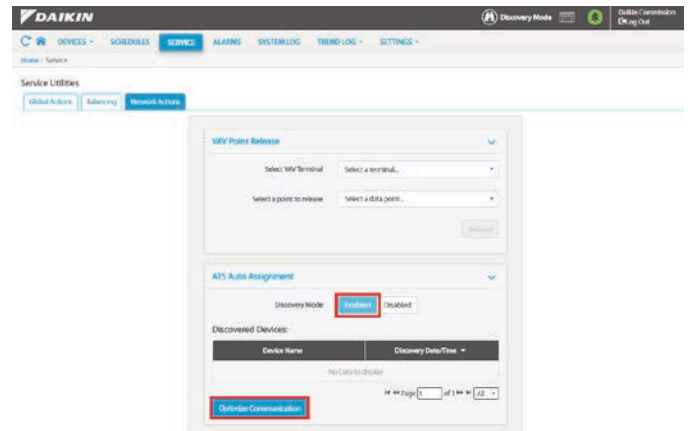 DAIKIN
Discovery Mode
Daikin Commission
Log Out
DEVICES SCHEDULES SERVICE ALARMS SYSTEM LOG TREND LOG SETTINGS
Home / Service
Service Utilities
Global Actions Balancing Network Actions
VAV Point Release
Select VAV Terminal Select a terminal...
Select a point to release Select a data point...
Release
ATS Auto Assignment
Discovery Mode Enabled Disabled
Discovered Devices:
Device Name Discovery Date/Time
No Data to display
Page 1 of 1 All
Optimize Communication